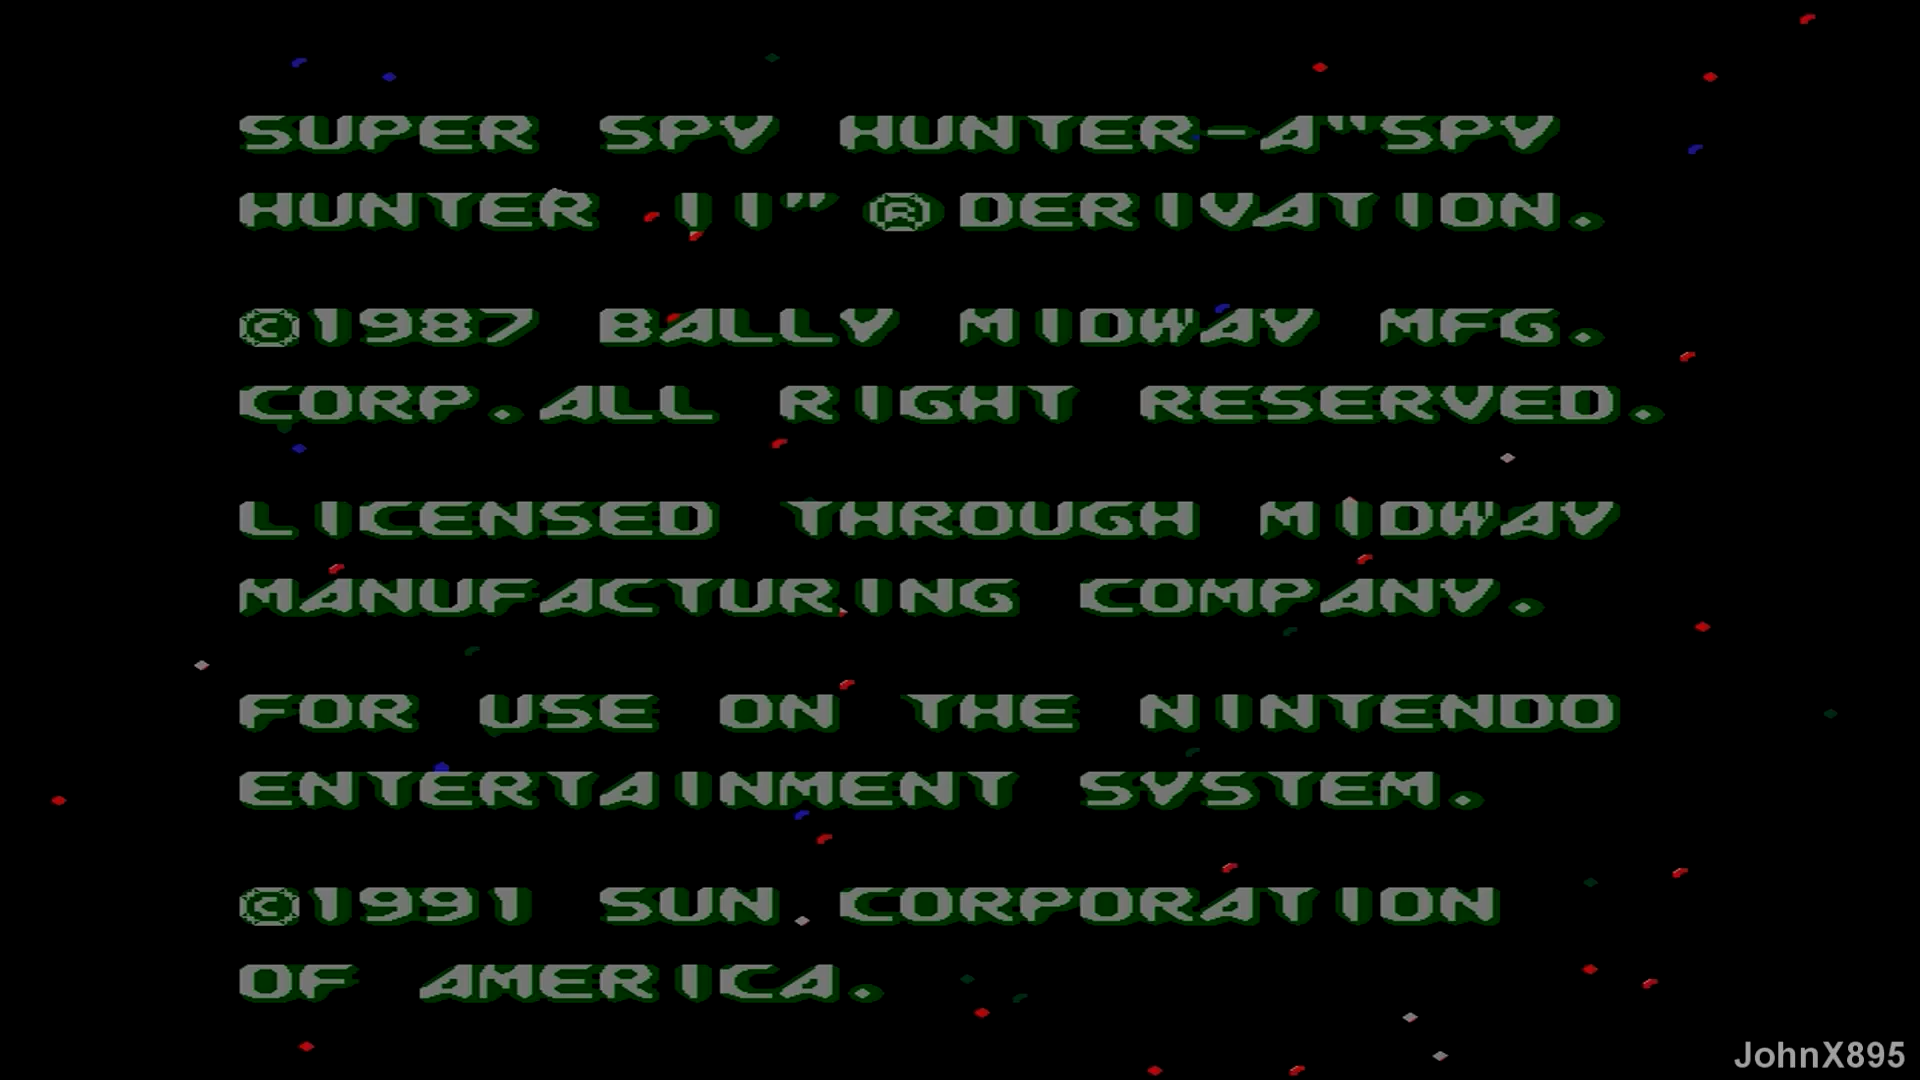 SUPER SPY HUNTER-A"SPY
HUNTER II" ®DERIVATION.
©1987 BALLY MIDWAY MFG.
CORP.ALL RIGHT RESERVED.
LICENSED THROUGH MIDWAY
MANUFACTURING COMPANY.
FOR USE ON THE NINTENDO
ENTERTAINMENT SYSTEM.
©1991 SUN CORPORATION
OF AMERICA.
JohnX895